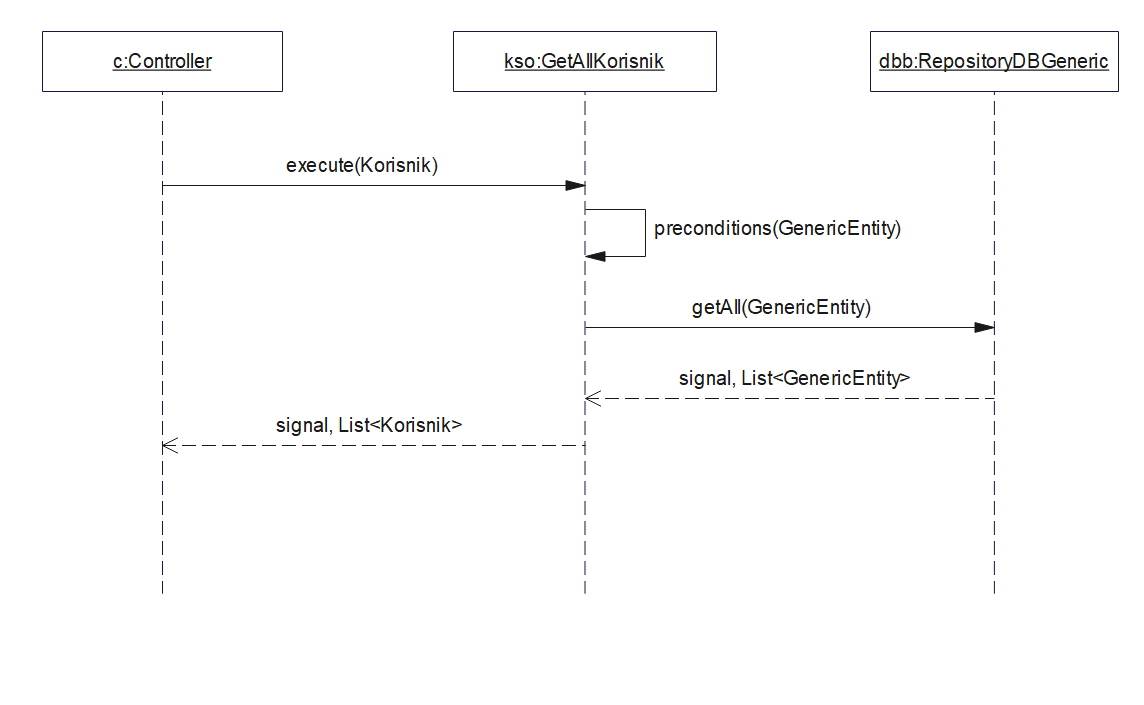 c:Controller
kso:GetAllKorisnik
dbb:RepositoryDBGeneric
execute(Korisnik)
preconditions(GenericEntity)
getAll(GenericEntity)
signal, List<GenericEntity>
signal, List<Korisnik>